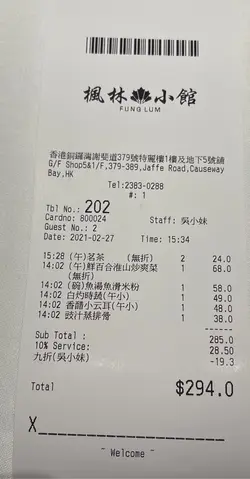 楓林小館
FUNG LUM
香港銅鑼灣謝斐道379號特麗樓1樓及地下5號舖
G/F Shop5&1/F,379-389,Jaffe Road,Causeway
Bay,HK
Tel:2383-0288
#: 1
Tbl No.: 202
Cardno: 800024 Staff: 吳小妹
Guest No.: 2
Date: 2021-02-27 Time: 15:34
15:28 (午)茗茶 (無折) 2 24.0
14:02 (午)鮮百合淮山炒爽菜 1 68.0
(無折)
14:02 (碗)魚湯魚滑米粉 1 58.0
14:02 白灼時蔬(午小) 1 49.0
14:02 香醋小云耳(午小) 1 48.0
14:02 豉汁蒸排骨 1 38.0
Sub Total : 285.0
10% Service: 28.50
九折(吳小妹) -19.3
Total $294.0
X
~ Welcome ~